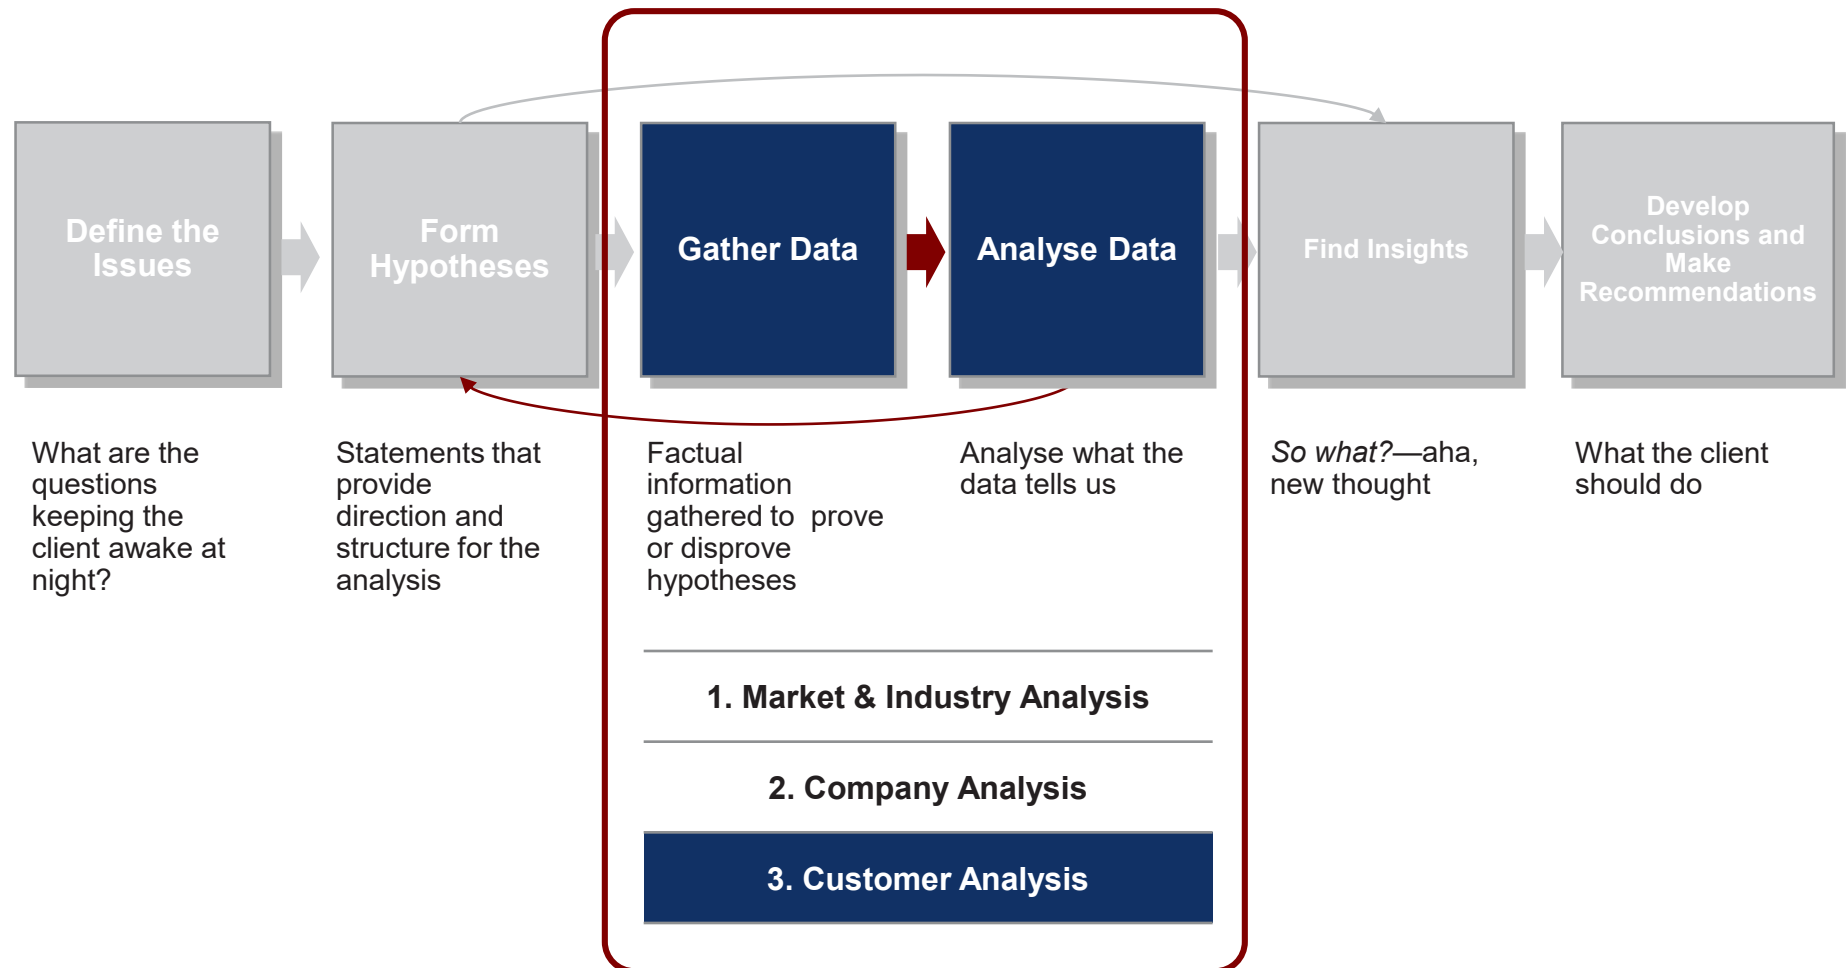 Define the
Issues
Form
Hypotheses
Gather Data
Analyse Data
Find Insights
Develop
Conclusions and
Make
Recommendations
What are the
questions
keeping the
client awake at
night?
Statements that
provide
direction and
structure for the
analysis
Factual
information
gathered to  prove
or disprove
hypotheses
Analyse what the
data tells us
So what?—aha,
new thought
What the client
should do
1. Market & Industry Analysis
2. Company Analysis
3. Customer Analysis